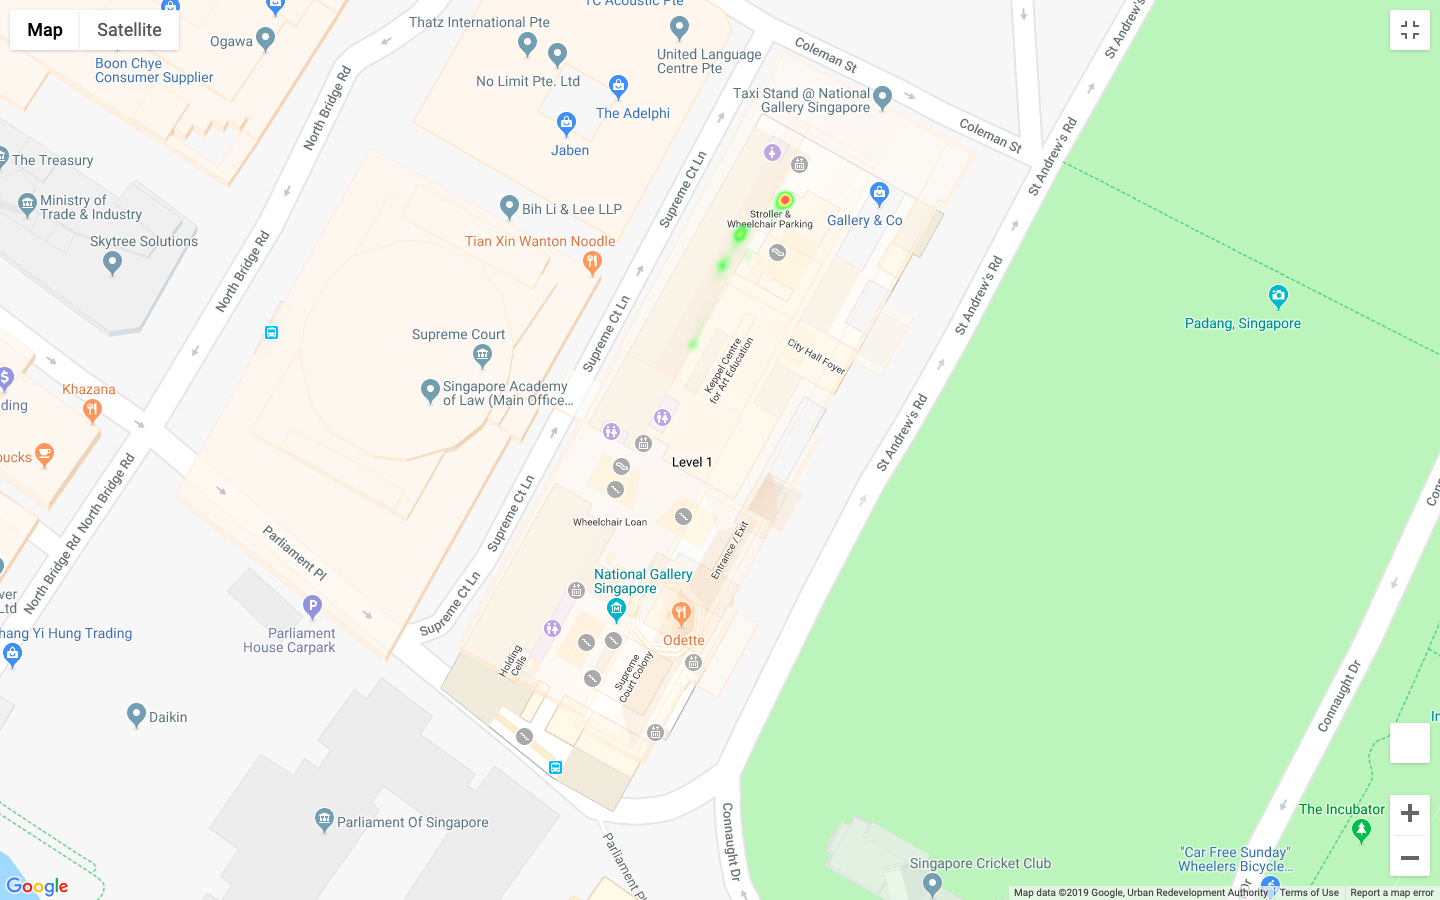 Map
Satellite
Ogawa
Boon Chye
Consumer Supplier
Thatz International Pte
TC Acoustic Pte
United Language
Centre Pte
No Limit Pte. Ltd
The Adelphi
Jaben
Coleman St
Taxi Stand @ National
Gallery Singapore
Coleman St
St Andrew's Rd
St Andrew's Rd
North Bridge Rd
The Treasury
Ministry of
Trade & Industry
Skytree Solutions
Bih Li & Lee LLP
Tian Xin Wanton Noodle
Supreme Ct Ln
Stroller &
Wheelchair Parking
Gallery & Co
North Bridge Rd
St Andrew's Rd
Padang, Singapore
Supreme Court
Singapore Academy
of Law (Main Office...
Supreme Ct Ln
City Hall Foyer
Keppel Centre
for Art Education
Khazana
ding
ucks
St Andrew's Rd
Level 1
North Bridge Rd
North Bridge Rd
Supreme Ct Ln
Wheelchair Loan
Entrance / Exit
Parliament Pl
National Gallery
Singapore
Supreme Ct Ln
Odette
ver
Ltd
hang Yi Hung Trading
Parliament
House Carpark
Holding
Cells
Supreme
Court Colony
Connaught Dr
Daikin
Parliament Of Singapore
Parliament Pl
Connaught Dr
Singapore Cricket Club
The Incubator
"Car Free Sunday"
Wheelers Bicycle...
Dr
Google
Map data ©2019 Google, Urban Redevelopment Authority
Terms of Use
Report a map error